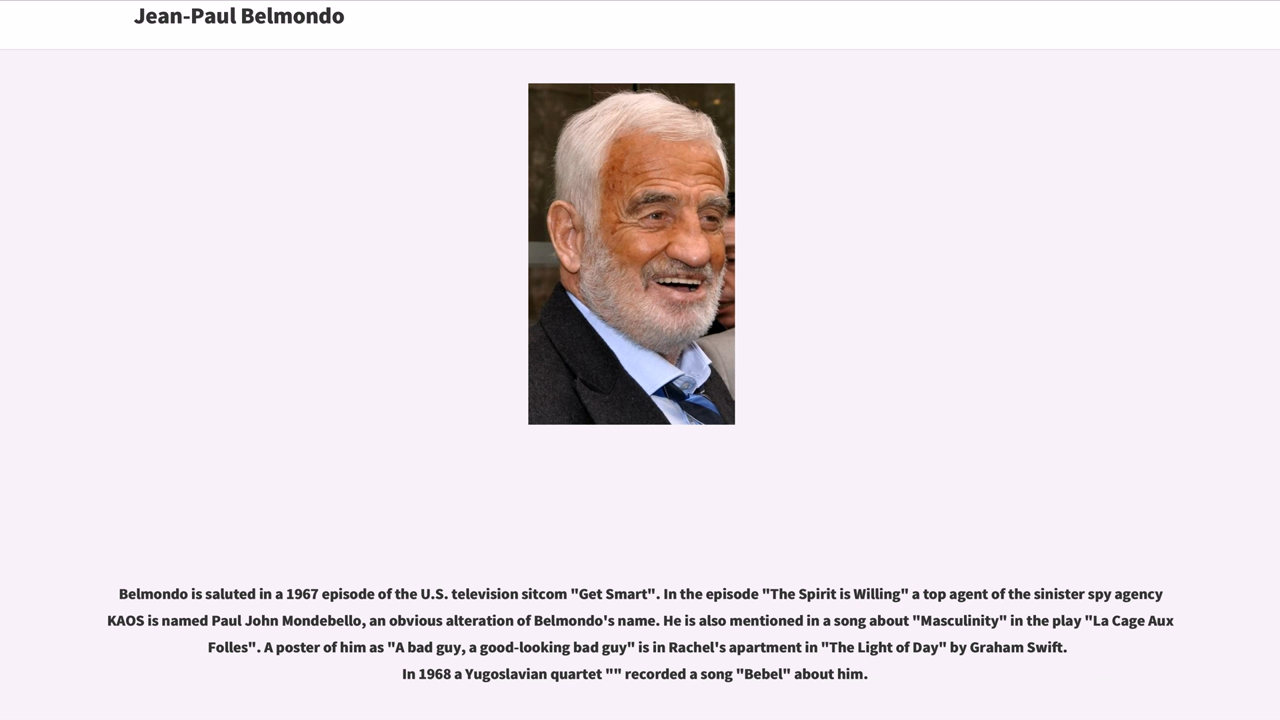 Jean-Paul Belmondo
Belmondo is saluted in a 1967 episode of the U.S. television sitcom "Get Smart". In the episode "The Spirit is Willing" a top agent of the sinister spy agency
KAOS is named Paul John Mondebello, an obvious alteration of Belmondo's name. He is also mentioned in a song about "Masculinity" in the play "La Cage Aux
Folles". A poster of him as "A bad guy, a good-looking bad guy" is in Rachel's apartment in "The Light of Day" by Graham Swift.
In 1968 a Yugoslavian quartet "" recorded a song "Bebel" about him.